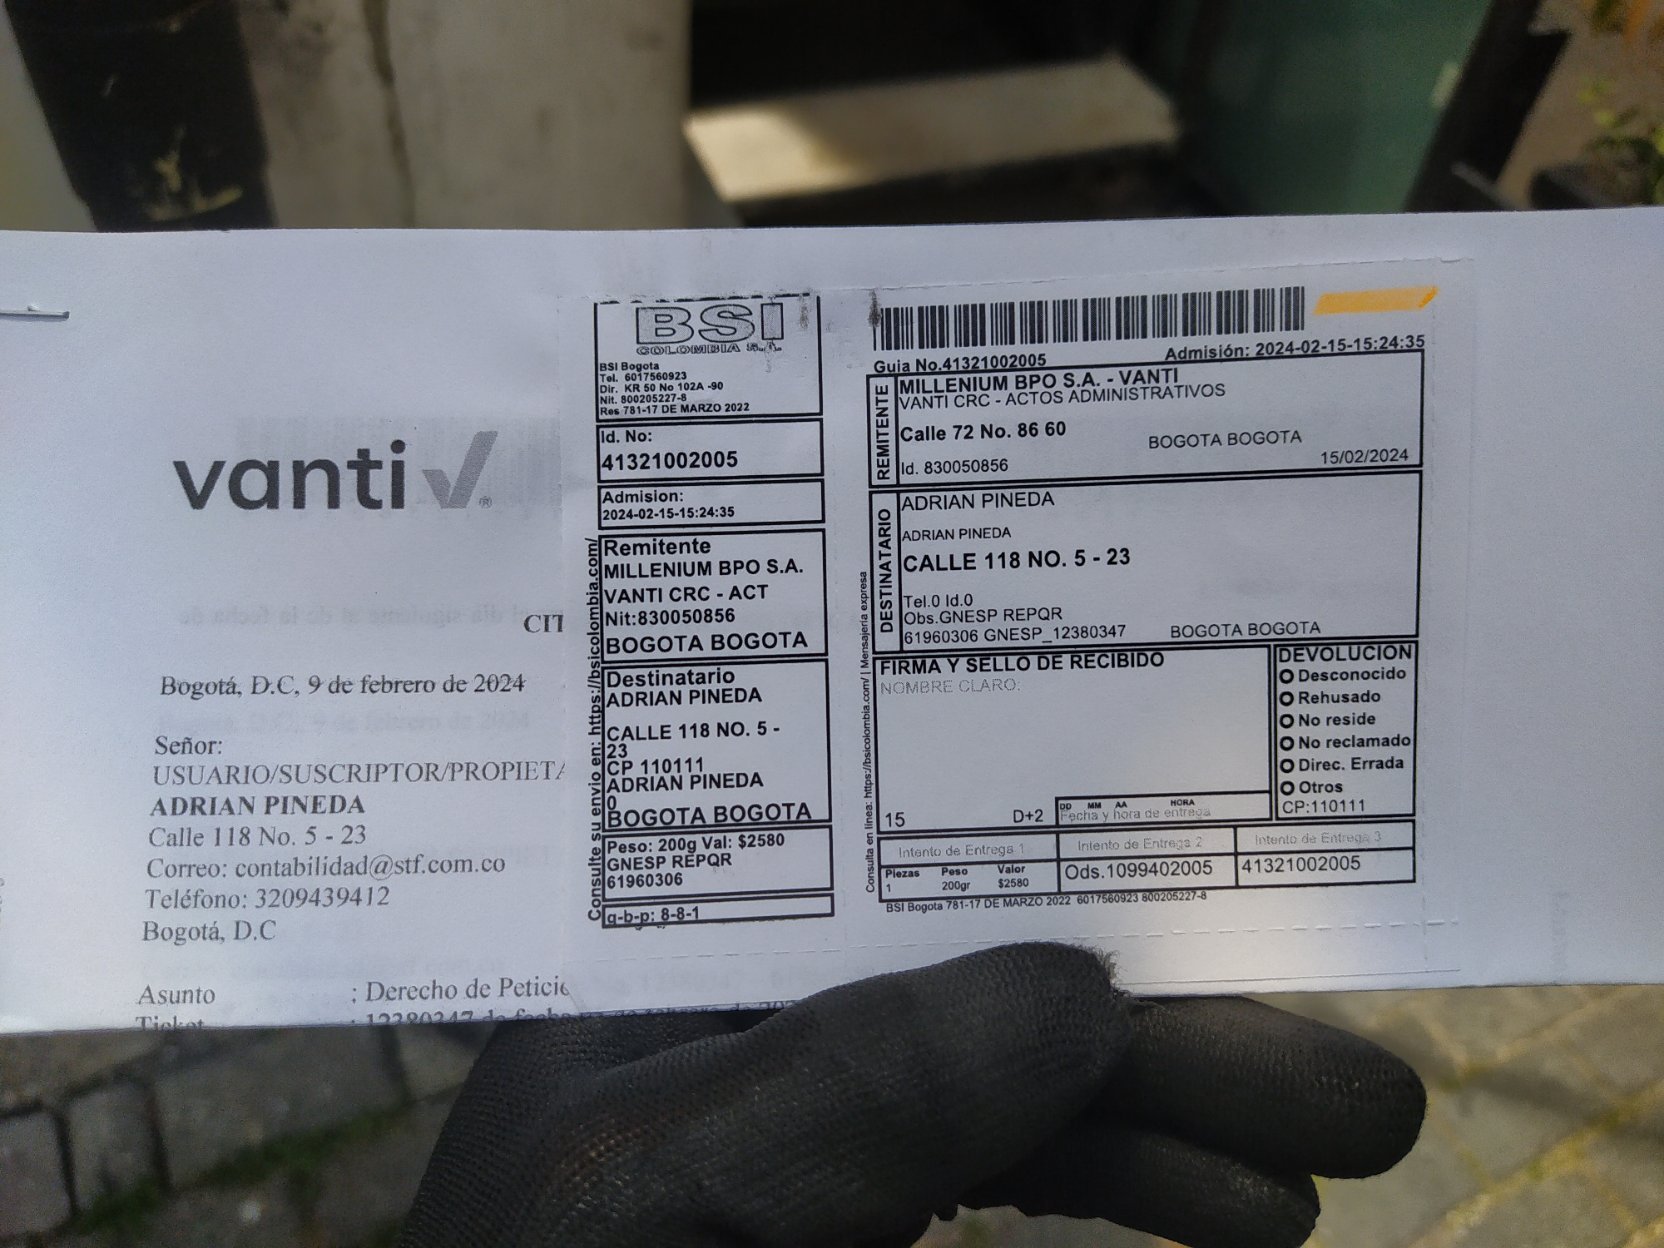 vanti
®
CIT
Bogotá, D.C, 9 de febrero de 2024
Señor:
USUARIO/SUSCRIPTOR/PROPIETA
ADRIAN PINEDA
Calle 118 No. 5 - 23
Correo: contabilidad@stf.com.co
Teléfono: 3209439412
Bogotá, D.C
Asunto : Derecho de Petició
Ticket : 12380347 de fecha
Consulte su envio en: https://bsicolombia.com/
BSI
COLOMBIA S.A.
BSI Bogota
Tel. 6017560923
Dir. KR 50 No 102A -90
Nit. 800205227-8
Res 781-17 DE MARZO 2022
Id. No:
41321002005
Admision:
2024-02-15-15:24:35
Remitente
MILLENIUM BPO S.A.
VANTI CRC - ACT
Nit:830050856
BOGOTA BOGOTA
Destinatario
ADRIAN PINEDA
CALLE 118 NO. 5 -
23
CP 110111
ADRIAN PINEDA
0
BOGOTA BOGOTA
Peso: 200g Val: $2580
GNESP REPQR
61960306
q-b-p: 8-8-1
Consulta en linea: https://bsicolombia.com/ | Mensajeria expresa
Guia No.41321002005 Admisión: 2024-02-15-15:24:35
REMITENTE
MILLENIUM BPO S.A. - VANTI
VANTI CRC - ACTOS ADMINISTRATIVOS
Calle 72 No. 86 60 BOGOTA BOGOTA
Id. 830050856 15/02/2024
DESTINATARIO
ADRIAN PINEDA
ADRIAN PINEDA
CALLE 118 NO. 5 - 23
Tel.0 Id.0
Obs.GNESP REPQR
61960306 GNESP_12380347 BOGOTA BOGOTA
FIRMA Y SELLO DE RECIBIDO
NOMBRE CLARO:
15 D+2
DD MM AA HORA
Fecha y hora de entrega
DEVOLUCION
Desconocido
Rehusado
No reside
No reclamado
Direc. Errada
Otros
CP:110111
Intento de Entrega 1 Intento de Entrega 2 Intento de Entrega 3
Piezas Peso Valor
1 200gr $2580
Ods.1099402005 41321002005
BSI Bogota 781-17 DE MARZO 2022 6017560923 800205227-8